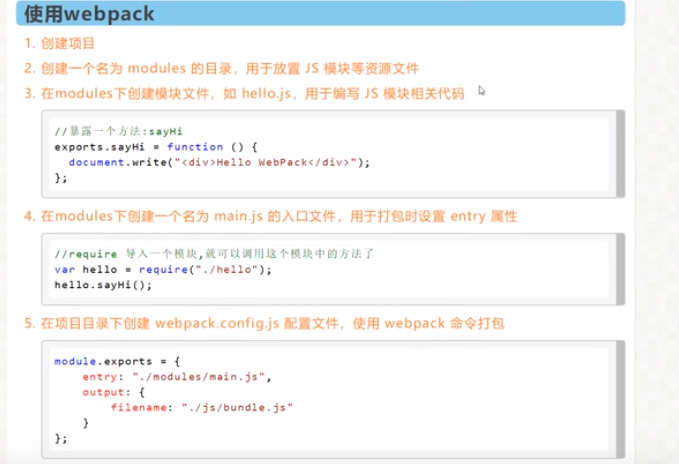 使用webpack
1. 创建项目
2. 创建一个名为 modules 的目录，用于放置 JS 模块等资源文件
3. 在modules下创建模块文件，如 hello.js，用于编写 JS 模块相关代码
//暴露一个方法:sayHi
exports.sayHi = function () {
  document.write("<div>Hello WebPack</div>");
};
4. 在modules下创建一个名为 main.js 的入口文件，用于打包时设置 entry 属性
//require 导入一个模块,就可以调用这个模块中的方法了
var hello = require("./hello");
hello.sayHi();
5. 在项目目录下创建 webpack.config.js 配置文件，使用 webpack 命令打包
module.exports = {
    entry: "./modules/main.js",
    output: {
        filename: "./js/bundle.js"
    }
};